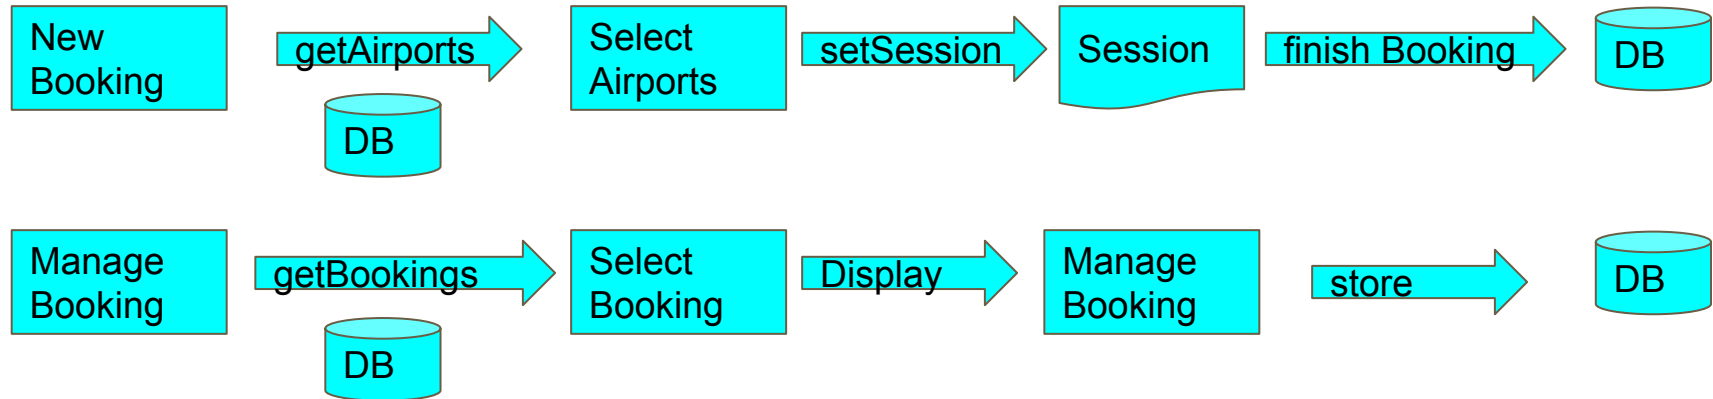 New
Booking
getAirports
DB
Select
Airports
setSession
Session
finish Booking
DB
Manage
Booking
getBookings
DB
Select
Booking
Display
Manage
Booking
store
DB